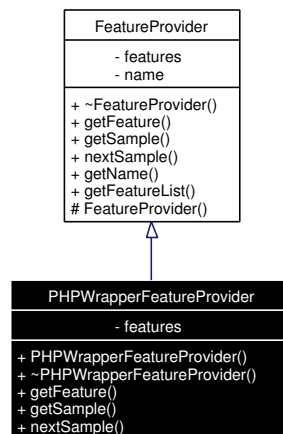 FeatureProvider
- features
- name
+ ~FeatureProvider()
+ getFeature()
+ getSample()
+ nextSample()
+ getName()
+ getFeatureList()
# FeatureProvider()
PHPWrapperFeatureProvider
- features
+ PHPWrapperFeatureProvider()
+ ~PHPWrapperFeatureProvider()
+ getFeature()
+ getSample()
+ nextSample()